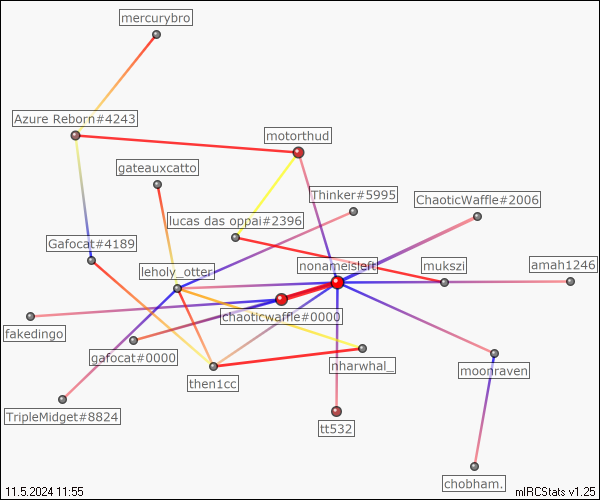 mercurybro
Azure Reborn#4243
motorthud
gateauxcatto
Thinker#5995
ChaoticWaffle#2006
lucas das oppai#2396
Gafocat#4189
leholy_otter
nonameisleft
mukszi
amah1246
chaoticwaffle#0000
fakedingo
gafocat#0000
nharwhal_
moonraven
then1cc
TripleMidget#8824
tt532
chobham.
11.5.2024 11:55
mIRCStats v1.25